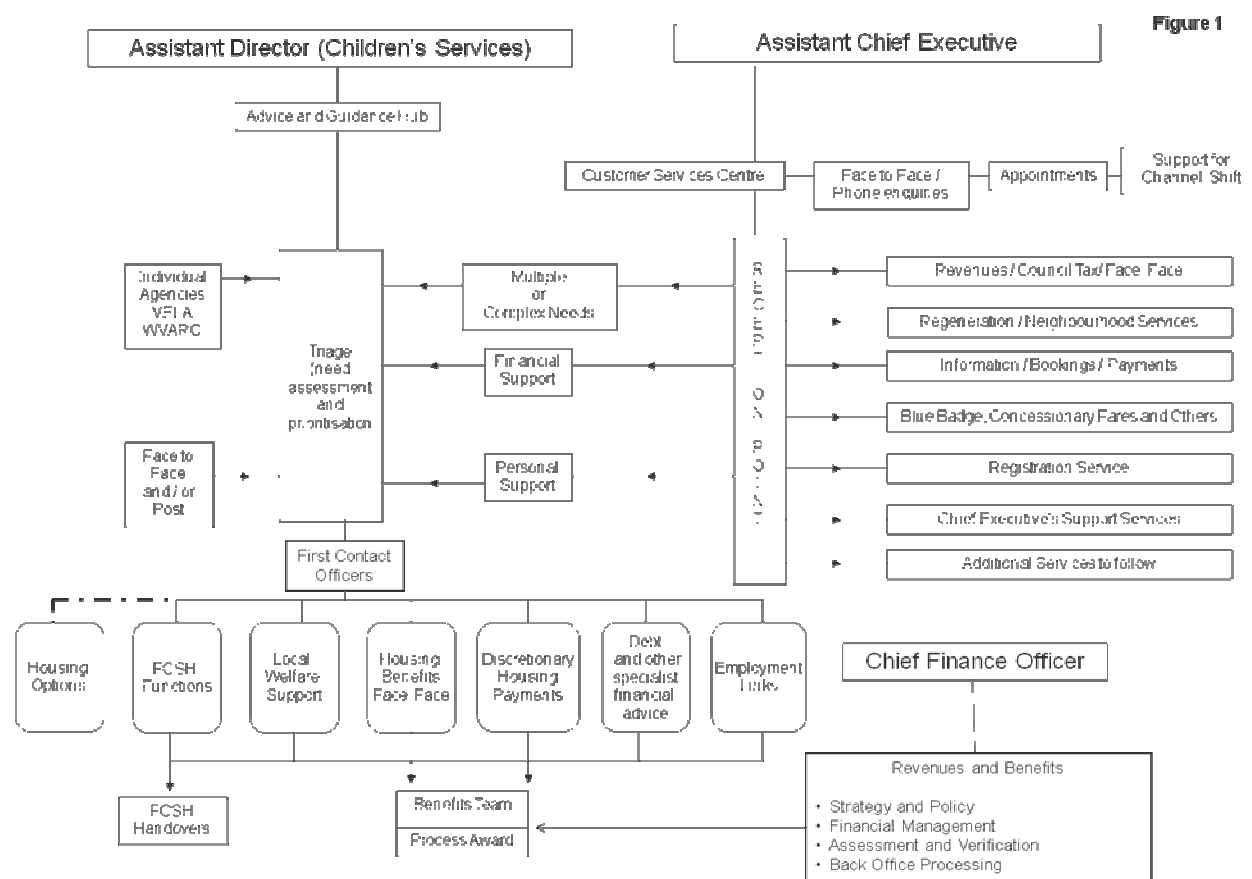 Figure 1
Assistant Director (Children's Services)
Assistant Chief Executive
Advice and Guidance Hub
Customer Services Centre
Face to Face /
Phone enquiries
Appointments
Support for
Channel Shift
Individual
Agencies
Triage
(need
assessment
and
prioritisation
Multiple
or
Complex Needs
Financial
Support
Personal
Support
Face to
Face
and / or
Post
Revenues / Council Tax / Face Face
Regeneration / Neighbourhood Services
Information / Bookings / Payments
Blue Badge, Concessionary Fares and Others
Registration Service
Chief Executive's Support Services
Additional Services to follow
First Contact
Officers
Housing
Options
FCSH
Functions
Local
Welfare
Support
Housing
Benefits
Face Face
Discretionary
Housing
Payments
Debt
and other
specialist
financial
advice
Employment
Links
Chief Finance Officer
FCSH
Handovers
Benefits Team
Process Award
Revenues and Benefits
• Strategy and Policy
• Financial Management
• Assessment and Verification
• Back Office Processing